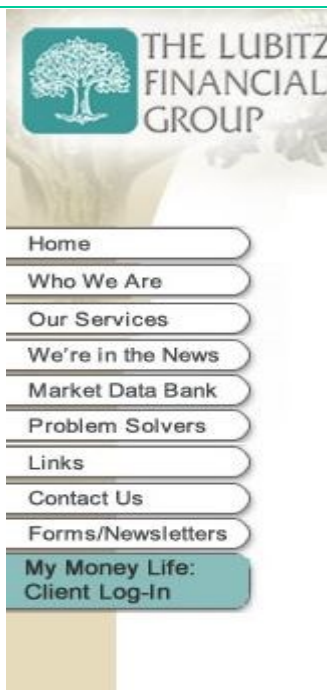 THE LUBITZ
FINANCIAL
GROUP
Home
Who We Are
Our Services
We're in the News
Market Data Bank
Problem Solvers
Links
Contact Us
Forms/Newsletters
My Money Life:
Client Log-In